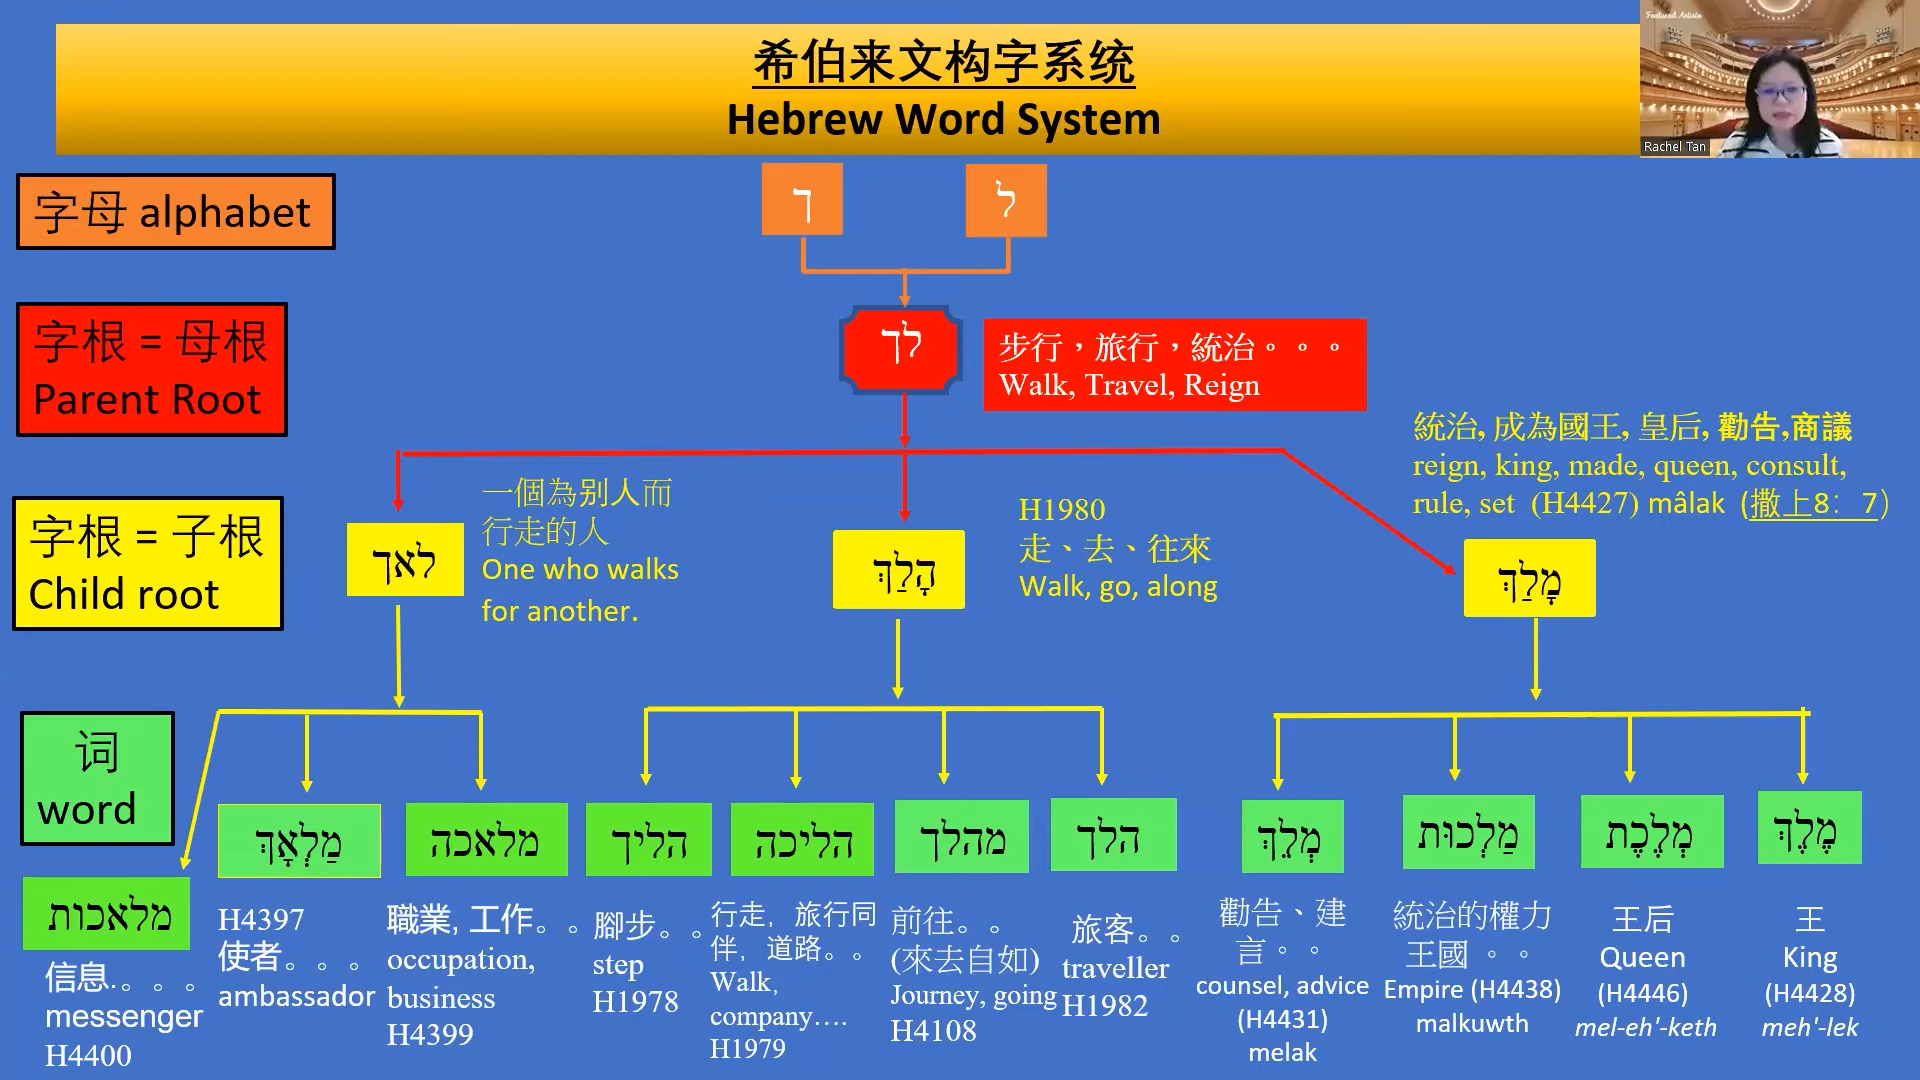 希伯来文构字系统
Hebrew Word System
Featured Artists
Rachel Tan
字母 alphabet
ך
ל
字根 = 母根
Parent Root
לך
步行，旅行，統治。。。
Walk, Travel, Reign
統治, 成為國王, 皇后, 勸告,商議
reign, king, made, queen, consult,
rule, set (H4427) mâlak (撒上8：7)
字根 = 子根
Child root
לאך
一個為别人而
行走的人
One who walks
for another.
הָלַךְ
H1980
走、去、往來
Walk, go, along
מָלַךְ
词
word
מלאכות
信息.。。。
messenger
H4400
מַלְאָךְ
H4397
使者。。。
ambassador
מלאכה
職業, 工作。。
occupation,
business
H4399
הליך
腳步。。
step
H1978
הליכה
行走，旅行同
伴，道路。。
Walk,
company….
H1979
מהלך
前往。。
(來去自如)
Journey, going
H4108
הלך
旅客。。
traveller
H1982
מְלֵךְ
勸告、建
言。。
counsel, advice
(H4431)
melak
מַלְכוּת
統治的權力
王國 。。
Empire (H4438)
malkuwth
מְלֶכֶת
王后
Queen
(H4446)
mel-eh'-keth
מֶלֶךְ
王
King
(H4428)
meh'-lek